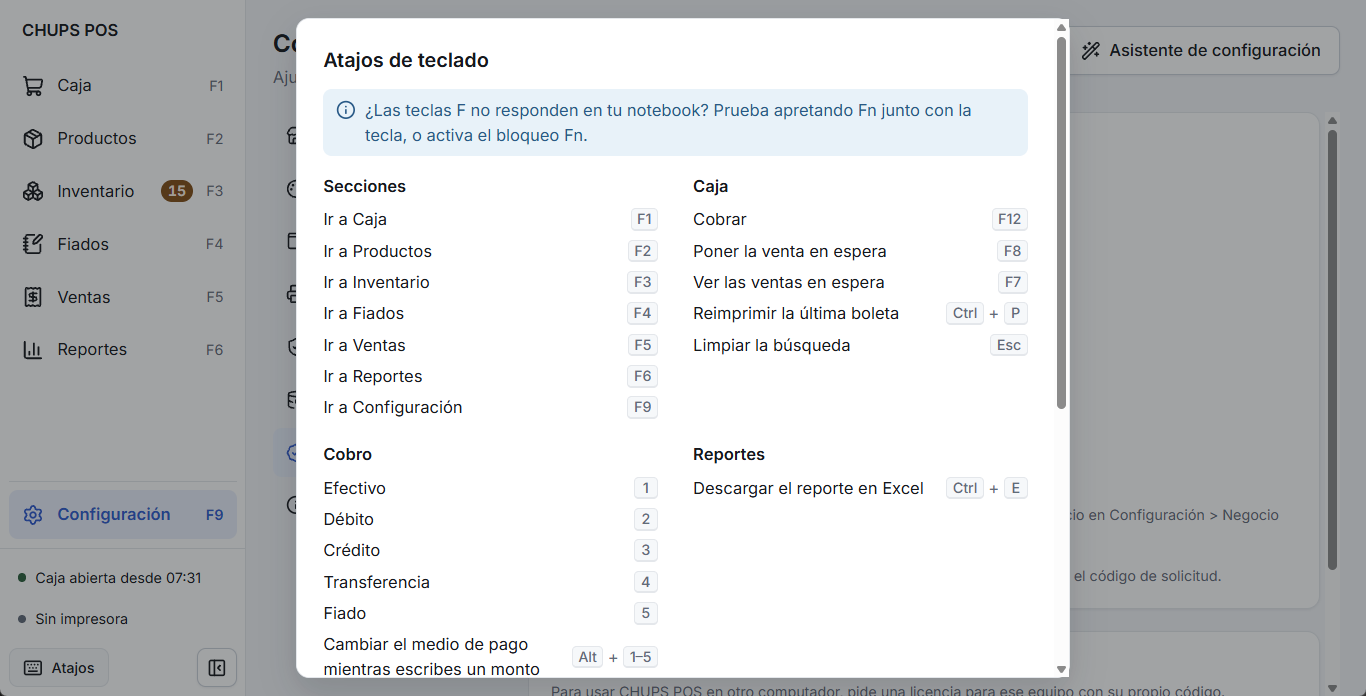 CHUPS POS
Caja F1
Productos F2
Inventario 15 F3
Fiados F4
Ventas F5
Reportes F6
Configuración F9
Caja abierta desde 07:31
Sin impresora
Atajos
Asistente de configuración
Atajos de teclado
¿Las teclas F no responden en tu notebook? Prueba apretando Fn junto con la
tecla, o activa el bloqueo Fn.
Secciones
Ir a Caja F1
Ir a Productos F2
Ir a Inventario F3
Ir a Fiados F4
Ir a Ventas F5
Ir a Reportes F6
Ir a Configuración F9
Caja
Cobrar F12
Poner la venta en espera F8
Ver las ventas en espera F7
Reimprimir la última boleta Ctrl + P
Limpiar la búsqueda Esc
Cobro
Efectivo 1
Débito 2
Crédito 3
Transferencia 4
Fiado 5
Cambiar el medio de pago
mientras escribes un monto Alt + 1–5
Reportes
Descargar el reporte en Excel Ctrl + E
en Configuración > Negocio
el código de solicitud.
Para usar CHUPS POS en otro computador, pide una licencia para ese equipo con su propio código.